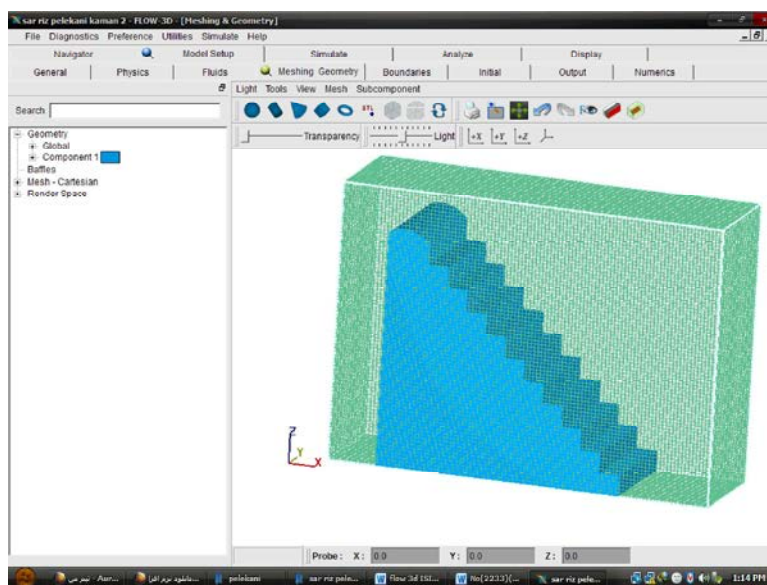 sar riz pelekani kaman 2 - FLOW-3D - [Meshing & Geometry]
File Diagnostics Preference Utilities Simulate Help
Navigator Model Setup Simulate Analyze Display
General Physics Fluids Meshing Geometry Boundaries Initial Output Numerics
Light Tools View Mesh Subcomponent
Search
STL
Transparency Light +X +Y +Z
Geometry
Global
Component 1
Baffles
Mesh - Cartesian
Render Space
Z
Y
X
Probe: X: 0.0 Y: 0.0 Z: 0.0
pelekani sar riz pele... flow 3d ISI... No(2233)(... sar riz pele... 1:14 PM